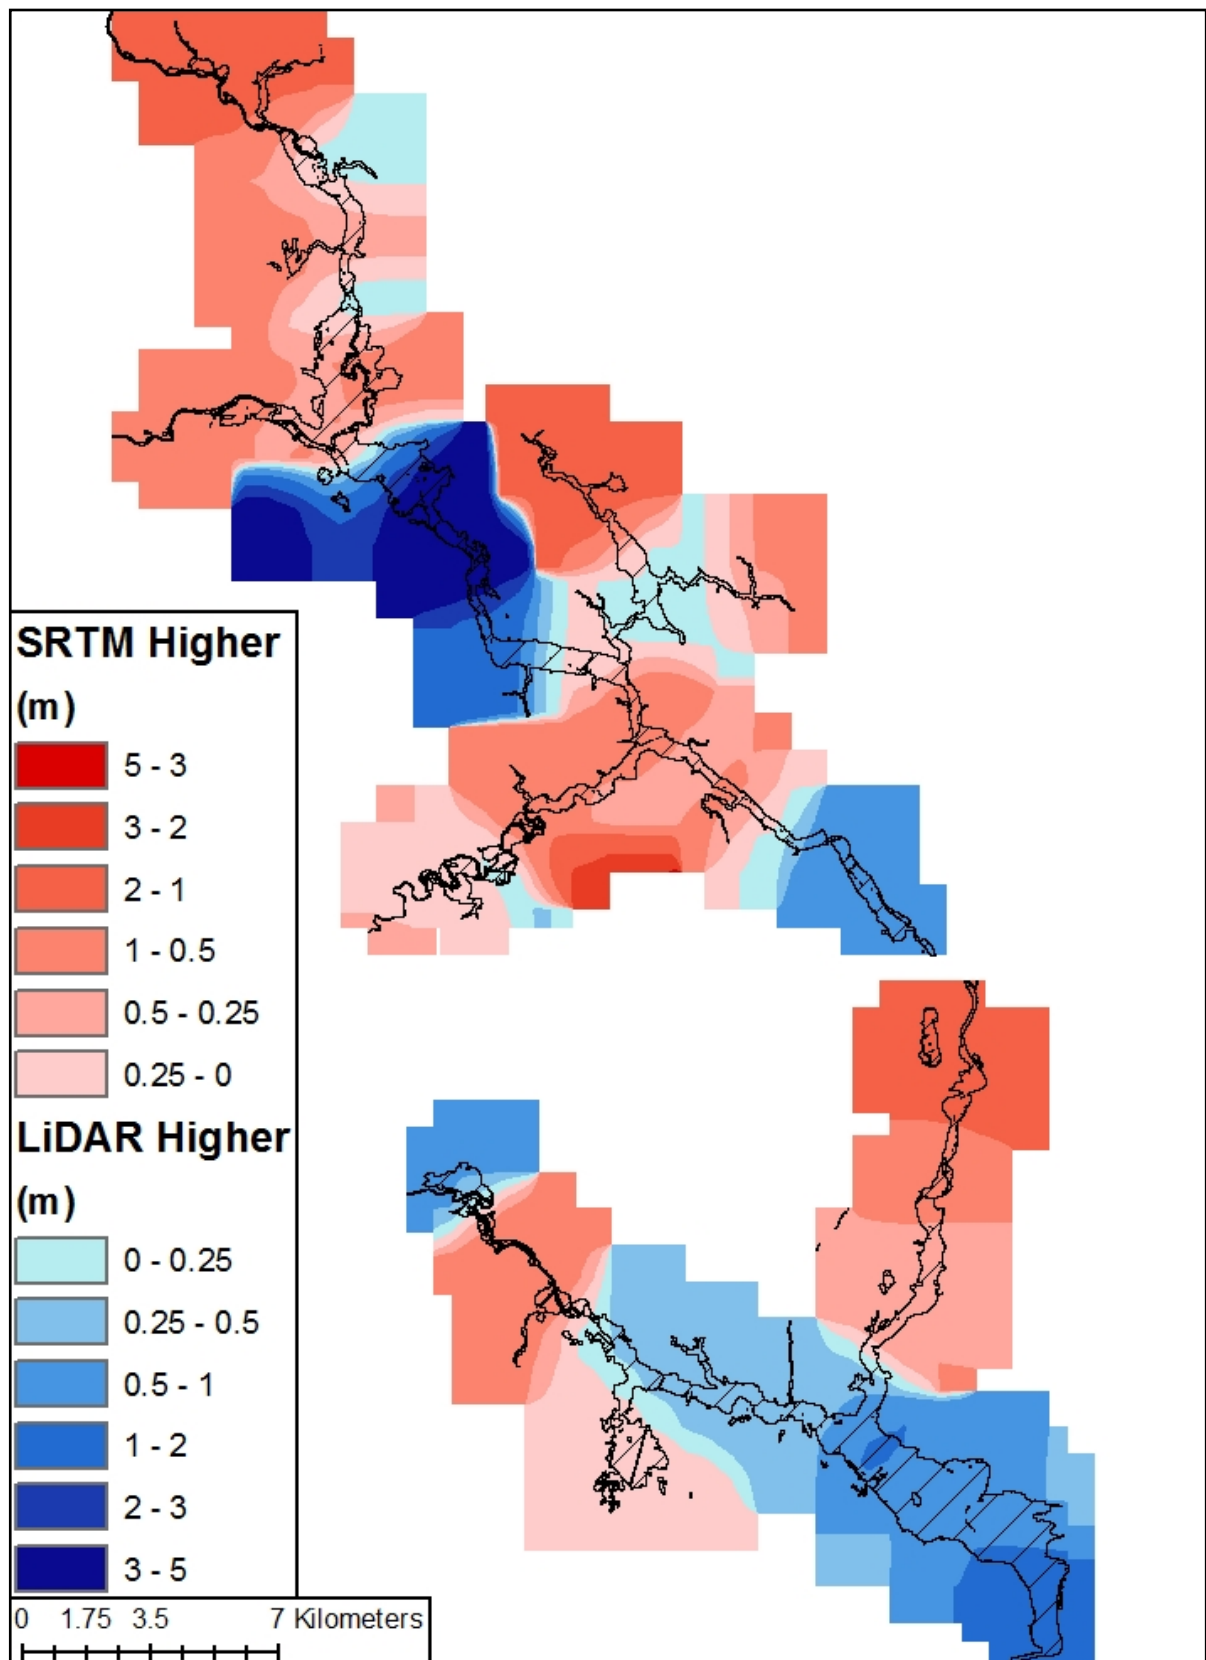 SRTM Higher
(m)
5 - 3
3 - 2
2 - 1
1 - 0.5
0.5 - 0.25
0.25 - 0
LiDAR Higher
(m)
0 - 0.25
0.25 - 0.5
0.5 - 1
1 - 2
2 - 3
3 - 5
0 1.75 3.5 7 Kilometers